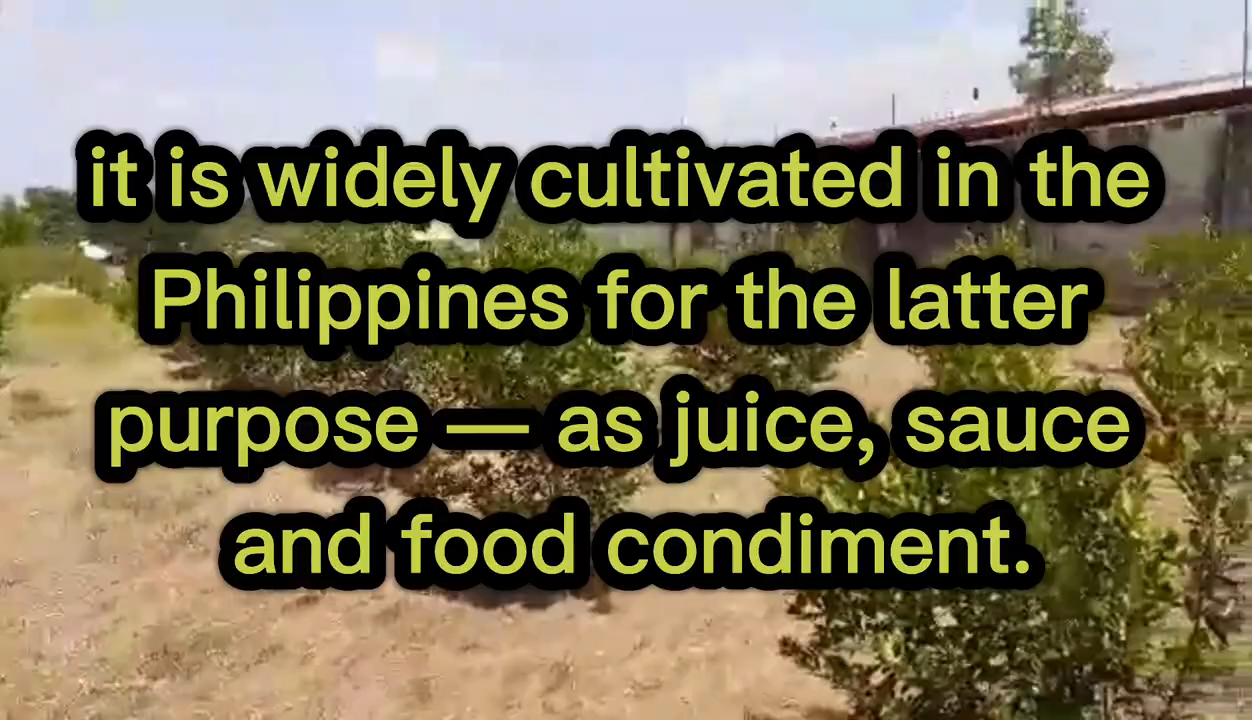 it is widely cultivated in the
Philippines for the latter
purpose — as juice, sauce
and food condiment.